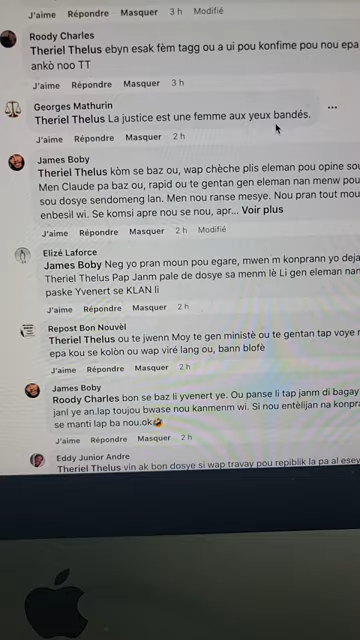 J'aime Répondre Masquer 3 h Modifié
Roody Charles
Theriel Thelus ebyn esak fèm tagg ou a ui pou konfime pou nou epa
ankò noo TT
J'aime Répondre Masquer 3 h
Georges Mathurin
Theriel Thelus La justice est une femme aux yeux bandés.
J'aime Répondre Masquer 2 h
James Boby
Theriel Thelus kòm se baz ou, wap chèche plis eleman pou opine sou
Men Claude pa baz ou, rapid ou te gentan gen eleman nan menw pou
sou dosye sendomeng lan. Men nou ranse mesye. Nou pran tout mou
enbesil wi. Se komsi apre nou se nou, apr... Voir plus
J'aime Répondre Masquer 2 h Modifié
Elizé Laforce
James Boby Neg yo pran moun pou egare, mwen m konprann yo deja
Theriel Thelus Pap Janm pale de dosye sa menm lè Li gen eleman nan
paske Yvenert se KLAN li
J'aime Répondre Masquer 2 h
Repost Bon Nouvèl
Theriel Thelus ou te jwenn Moy te gen ministè ou te gentan tap voye r
epa kou se kolòn ou wap viré lang ou, bann blofè
J'aime Répondre Masquer 2 h
James Boby
Roody Charles bon se baz li yvenert ye. Ou panse li tap janm di bagay
janl ye an.lap toujou bwase nou kanmenm wi. Si nou entèlijan na konpra
se manti lap ba nou.ok🤣
J'aime Répondre Masquer 2 h
Eddy Junior Andre
Theriel Thelus vin ak bon dosye si wap travay pou repiblik la pa al esey